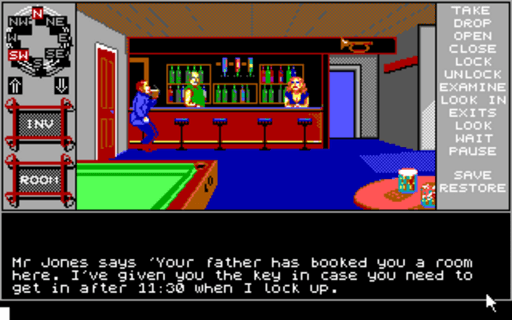 N
NW NE
W E
SW SE
S
INV
ROOM
TAKE
DROP
OPEN
CLOSE
LOCK
UNLOCK
EXAMINE
LOOK IN
EXITS
LOOK
WAIT
PAUSE
SAVE
RESTORE
Mr Jones says 'Your father has booked you a room
here. I've given you the key in case you need to
get in after 11:30 when I lock up.